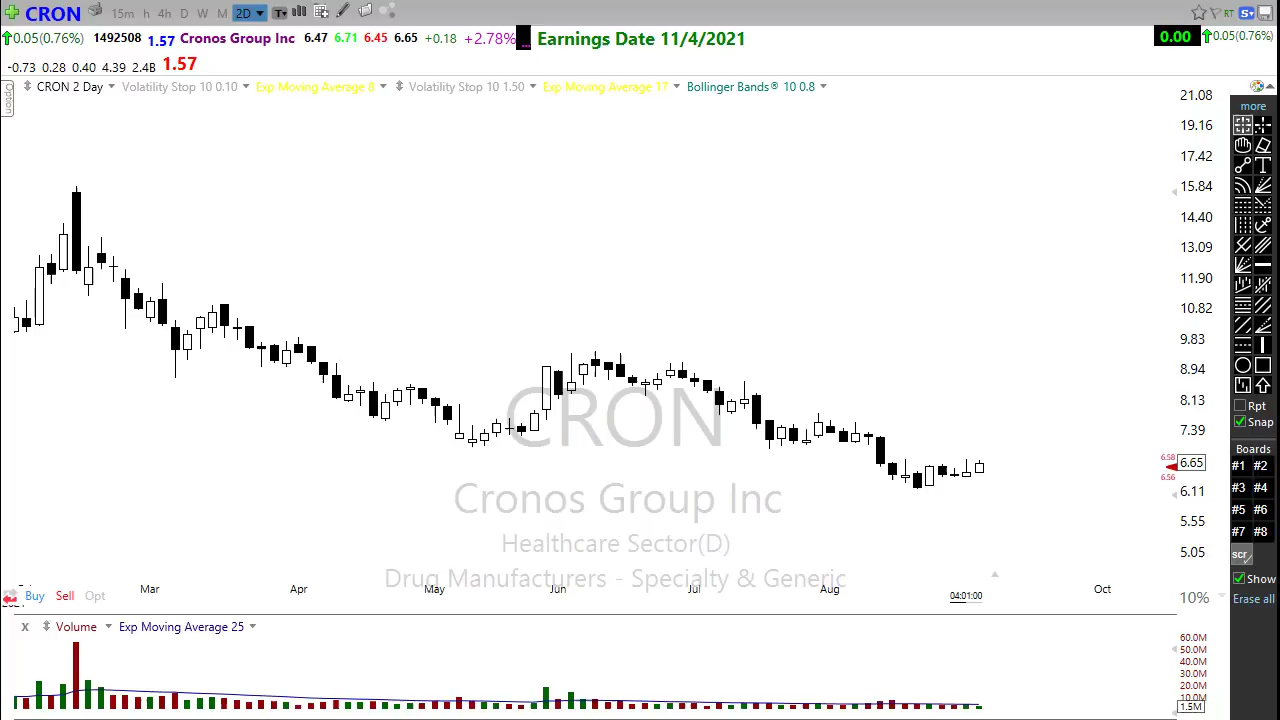 CRON 15m h 4h D W M 2D T RT S
0.05(0.76%) 1492508 1.57 Cronos Group Inc 6.47 6.71 6.45 6.65 +0.18 +2.78% ... Earnings Date 11/4/2021 0.00 0.05(0.76%)
-0.73 0.28 0.40 4.39 2.4B 1.57
Option
CRON 2 Day Volatility Stop 10 0.10 Exp Moving Average 8 Volatility Stop 10 1.50 Exp Moving Average 17 Bollinger Bands® 10 0.8
21.08
19.16
17.42
15.84
14.40
13.09
11.90
10.82
9.83
8.94
8.13
7.39
6.58
6.65
6.56
6.11
5.55
5.05
10%
CRON
Cronos Group Inc
Healthcare Sector(D)
Drug Manufacturers - Specialty & Generic
Mar Apr May Jun Jul Aug Oct
Buy Sell Opt 04:01:00
x Volume Exp Moving Average 25
60.0M
50.0M
40.0M
30.0M
20.0M
10.0M
1.5M
more
T
Rpt
Snap
Boards
#1 #2
#3 #4
#5 #6
#7 #8
scr
Show
Erase all